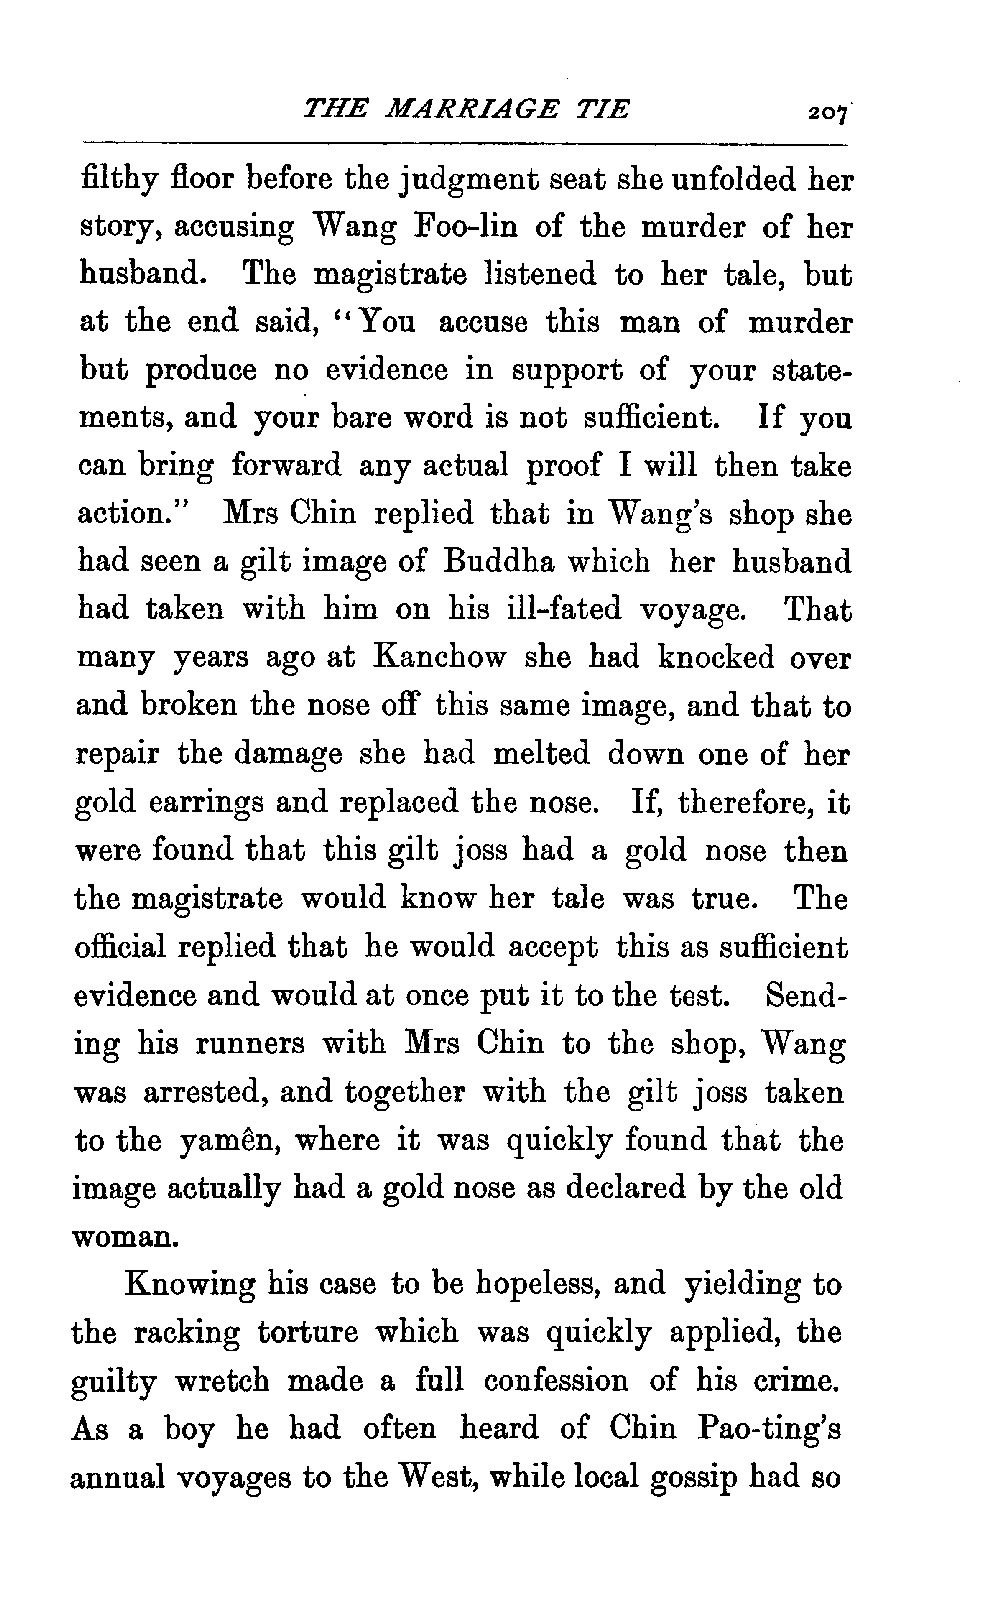 THE MARRIAGE TIE 207
filthy floor before the judgment seat she unfolded her
story, accusing Wang Foo-lin of the murder of her
husband. The magistrate listened to her tale, but
at the end said, “You accuse this man of murder
but produce no evidence in support of your state-
ments, and your bare word is not sufficient. If you
can bring forward any actual proof I will then take
action.” Mrs Chin replied that in Wang’s shop she
had seen a gilt image of Buddha which her husband
had taken with him on his ill-fated voyage. That
many years ago at Kanchow she had knocked over
and broken the nose off this same image, and that to
repair the damage she had melted down one of her
gold earrings and replaced the nose. If, therefore, it
were found that this gilt joss had a gold nose then
the magistrate would know her tale was true. The
official replied that he would accept this as sufficient
evidence and would at once put it to the test. Send-
ing his runners with Mrs Chin to the shop, Wang
was arrested, and together with the gilt joss taken
to the yamên, where it was quickly found that the
image actually had a gold nose as declared by the old
woman.
Knowing his case to be hopeless, and yielding to
the racking torture which was quickly applied, the
guilty wretch made a full confession of his crime.
As a boy he had often heard of Chin Pao-ting’s
annual voyages to the West, while local gossip had so